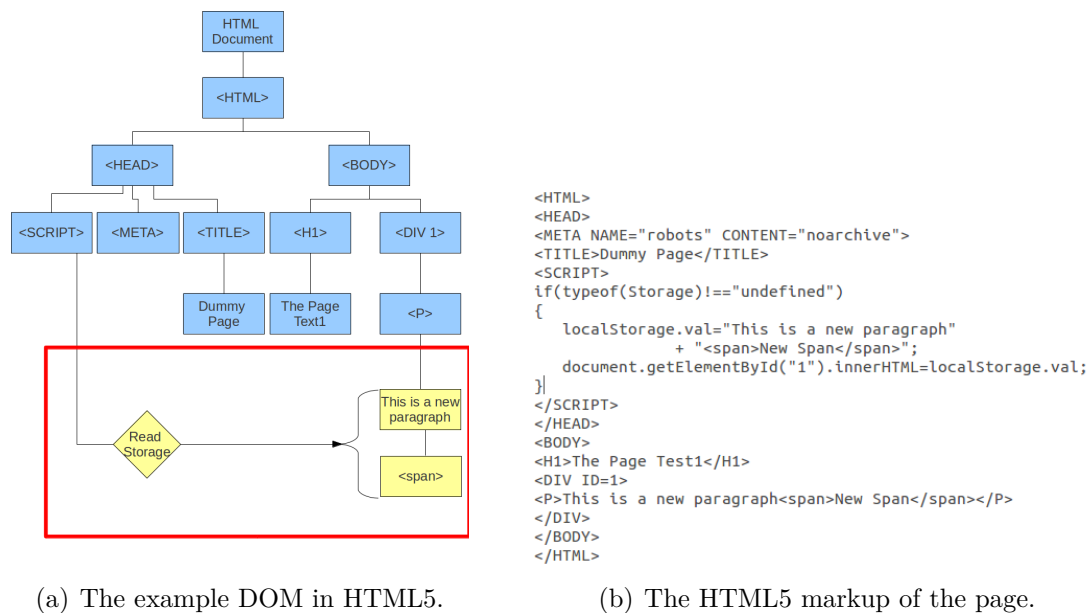 HTML
Document
<HTML>
<HEAD>
<BODY>
<SCRIPT>
<META>
<TITLE>
<H1>
<DIV 1>
Dummy
Page
The Page
Text1
<P>
This is a new
paragraph
Read
Storage
<span>
(a) The example DOM in HTML5.
<HTML>
<HEAD>
<META NAME="robots" CONTENT="noarchive">
<TITLE>Dummy Page</TITLE>
<SCRIPT>
if(typeof(Storage)!=="undefined")
{
localStorage.val="This is a new paragraph"
+ "<span>New Span</span>";
document.getElementById("1").innerHTML=localStorage.val;
}
</SCRIPT>
</HEAD>
<BODY>
<H1>The Page Test1</H1>
<DIV ID=1>
<P>This is a new paragraph<span>New Span</span></P>
</DIV>
</BODY>
</HTML>
(b) The HTML5 markup of the page.